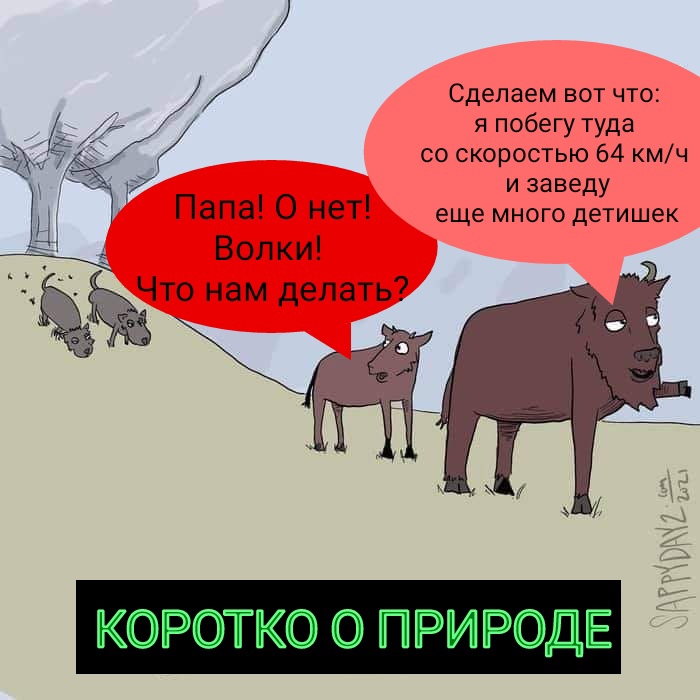 Папа! О нет!
Волки!
Что нам делать?
Сделаем вот что:
я побегу туда
со скоростью 64 км/ч
и заведу
еще много детишек
SAPPYDAYZ.com
2021
КОРОТКО О ПРИРОДЕ